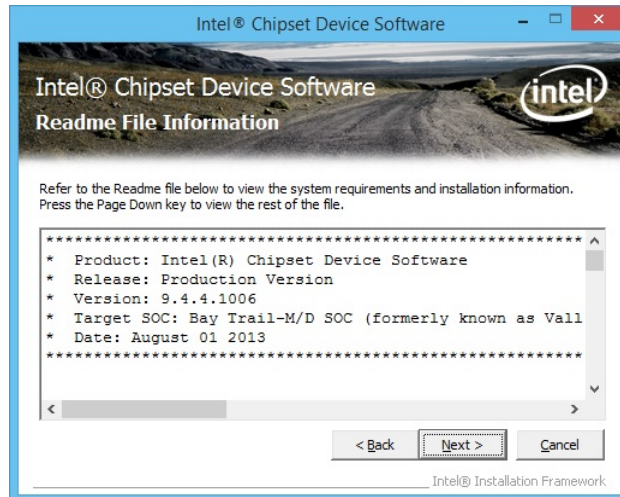 Intel® Chipset Device Software
Intel® Chipset Device Software
intel
Readme File Information
Refer to the Readme file below to view the system requirements and installation information.
Press the Page Down key to view the rest of the file.
************************************************************
* Product: Intel(R) Chipset Device Software
* Release: Production Version
* Version: 9.4.4.1006
* Target SOC: Bay Trail-M/D SOC (formerly known as Vall
* Date: August 01 2013
************************************************************
< Back Next > Cancel
Intel® Installation Framework